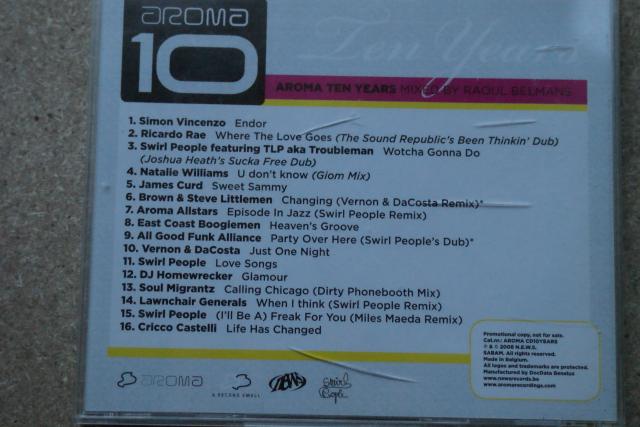 aromа
10
Ten Years
AROMA TEN YEARS MIXED BY RAOUL BELMANS
1. Simon Vincenzo Endor
2. Ricardo Rae Where The Love Goes (The Sound Republic's Been Thinkin' Dub)
3. Swirl People featuring TLP aka Troubleman Wotcha Gonna Do
(Joshua Heath's Sucka Free Dub)
4. Natalie Williams U don't know (Giom Mix)
5. James Curd Sweet Sammy
6. Brown & Steve Littlemen Changing (Vernon & DaCosta Remix)*
7. Aroma Allstars Episode In Jazz (Swirl People Remix)
8. East Coast Boogiemen Heaven's Groove
9. All Good Funk Alliance Party Over Here (Swirl People's Dub)*
10. Vernon & DaCosta Just One Night
11. Swirl People Love Songs
12. DJ Homewrecker Glamour
13. Soul Migrantz Calling Chicago (Dirty Phonebooth Mix)
14. Lawnchair Generals When I think (Swirl People Remix)
15. Swirl People (I'll Be A) Freak For You (Miles Maeda Remix)
16. Cricco Castelli Life Has Changed
Promotional copy, not for sale.
Cat.nr.: AROMA CD10YEARS
℗ & © 2008 N.E.W.S.
SABAM. All rights reserved.
Made in Belgium.
All logos and trademarks are protected.
Manufactured by DocData Benelux
www.newsrecords.be
www.aromarecordings.com
aroma
A SECOND SMELL
NEWS
Swirl
People